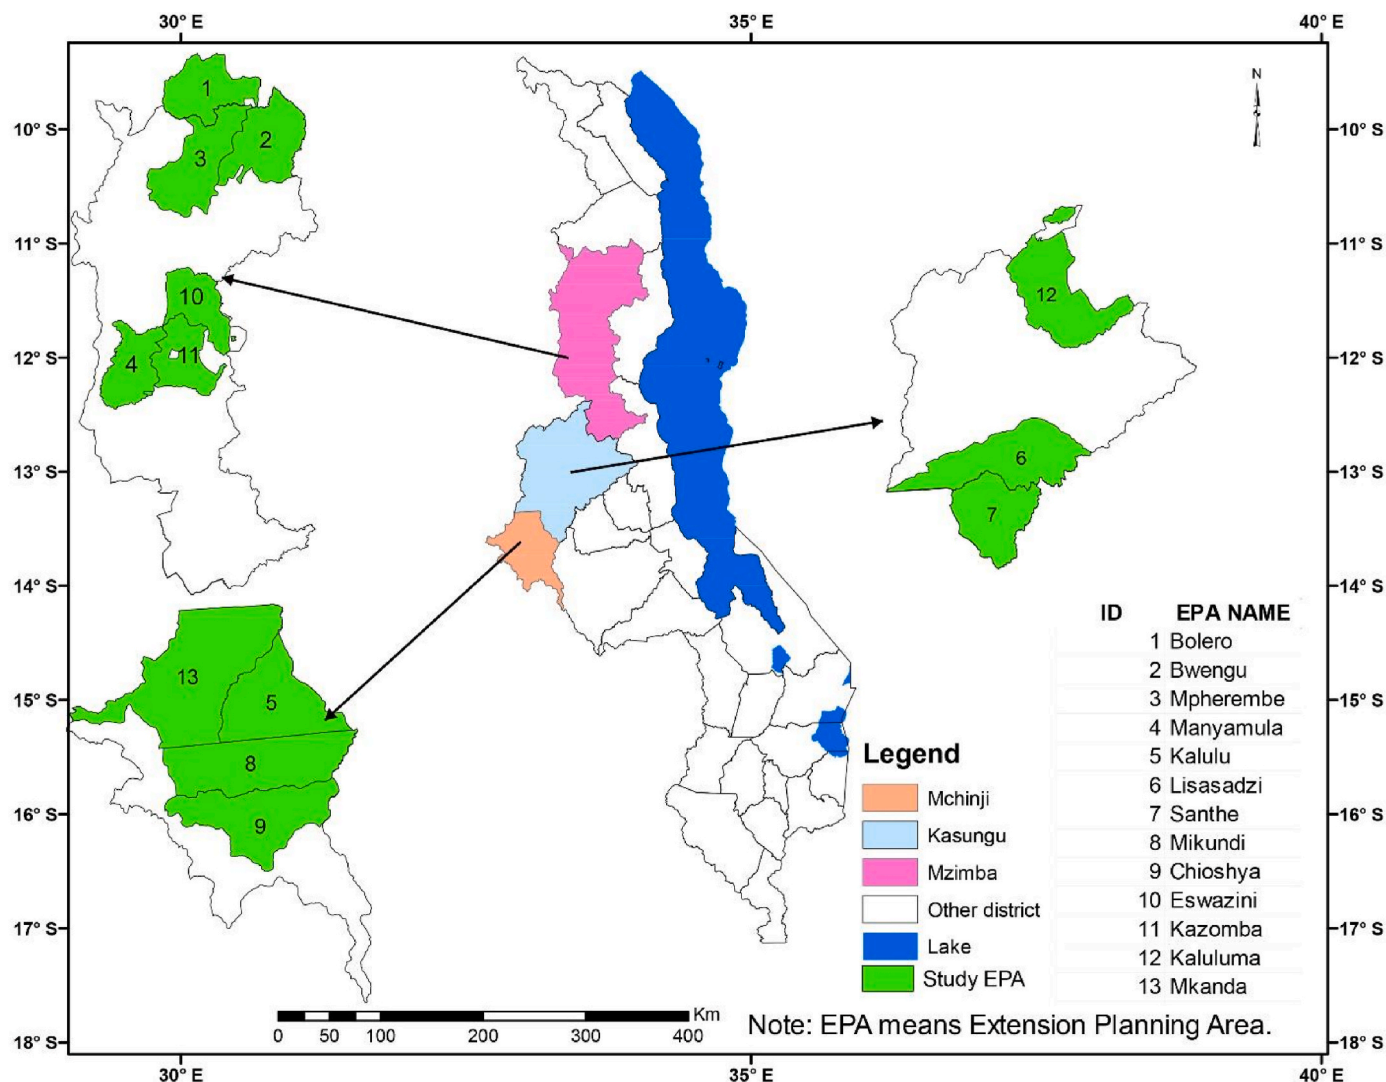 30° E 35° E 40° E
N
10° S 10° S
11° S 11° S
12° S 12° S
13° S 13° S
14° S 14° S
15° S 15° S
16° S 16° S
17° S 17° S
18° S 18° S
1
2
3
10
11
4
12
6
7
13
5
8
9
ID EPA NAME
1 Bolero
2 Bwengu
3 Mpherembe
4 Manyamula
5 Kalulu
6 Lisasadzi
7 Santhe
8 Mikundi
9 Chioshya
10 Eswazini
11 Kazomba
12 Kaluluma
13 Mkanda
Legend
Mchinji
Kasungu
Mzimba
Other district
Lake
Study EPA
Km
0 50 100 200 300 400
Note: EPA means Extension Planning Area.
30° E 35° E 40° E